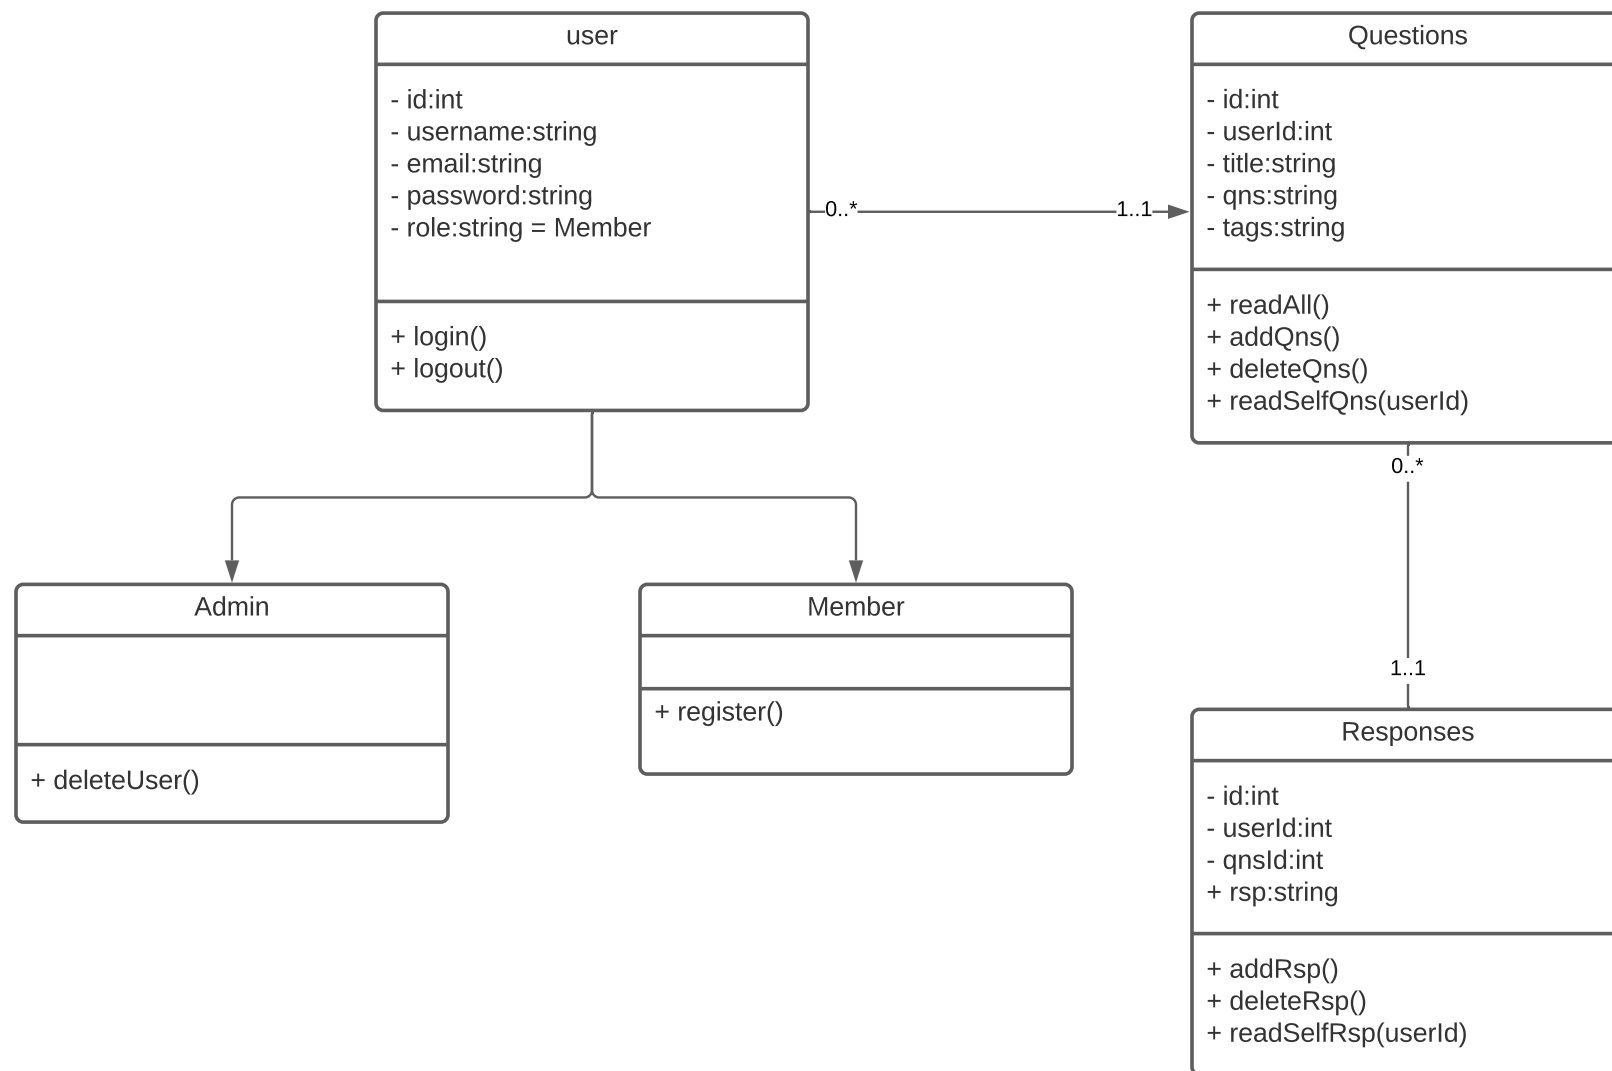 user
- id:int
- username:string
- email:string
- password:string
- role:string = Member
+ login()
+ logout()
0..*
1..1
Questions
- id:int
- userId:int
- title:string
- qns:string
- tags:string
+ readAll()
+ addQns()
+ deleteQns()
+ readSelfQns(userId)
0..*
1..1
Admin
+ deleteUser()
Member
+ register()
Responses
- id:int
- userId:int
- qnsId:int
+ rsp:string
+ addRsp()
+ deleteRsp()
+ readSelfRsp(userId)